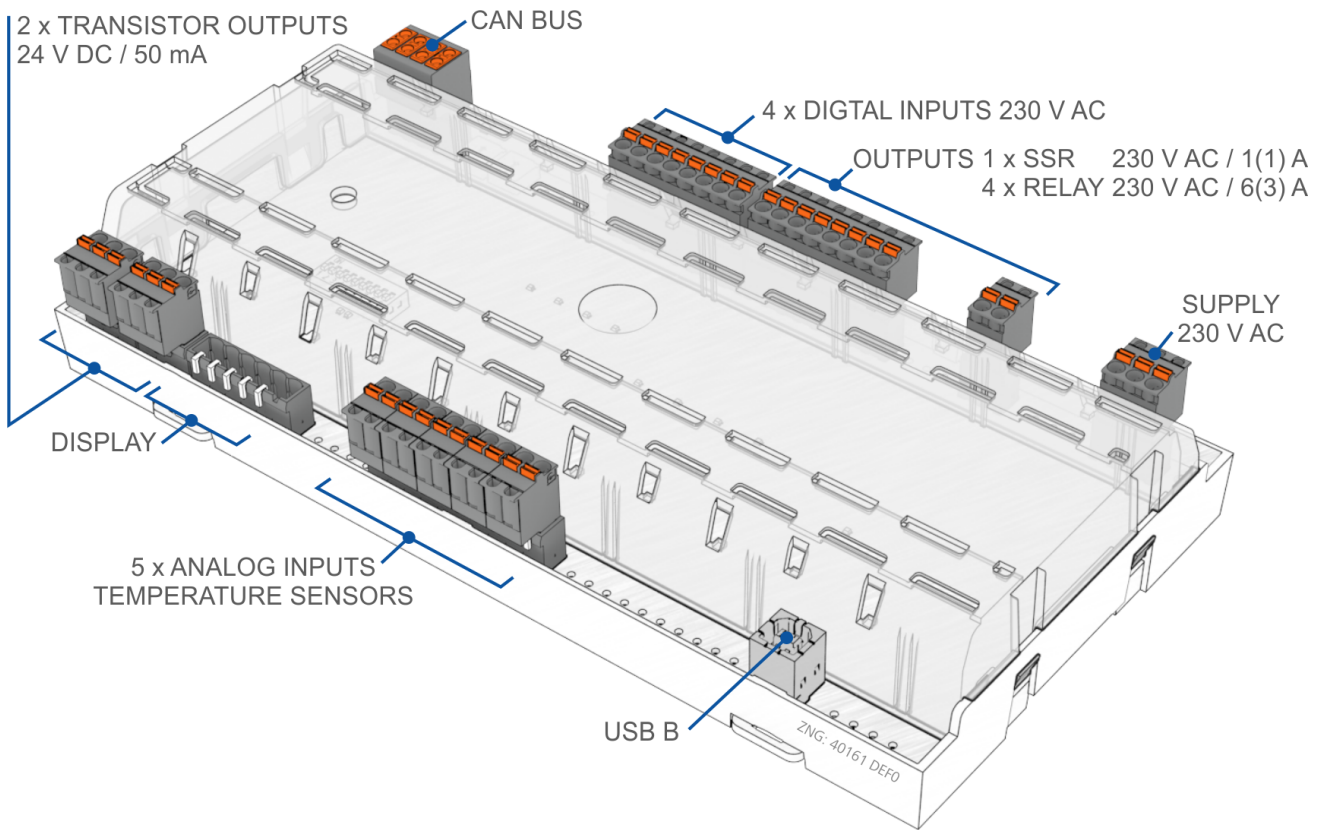 2 x TRANSISTOR OUTPUTS
24 V DC / 50 mA
CAN BUS
4 x DIGTAL INPUTS 230 V AC
OUTPUTS 1 x SSR 230 V AC / 1(1) A
4 x RELAY 230 V AC / 6(3) A
SUPPLY
230 V AC
DISPLAY
5 x ANALOG INPUTS
TEMPERATURE SENSORS
USB B
ZNG: 40161 DEF0